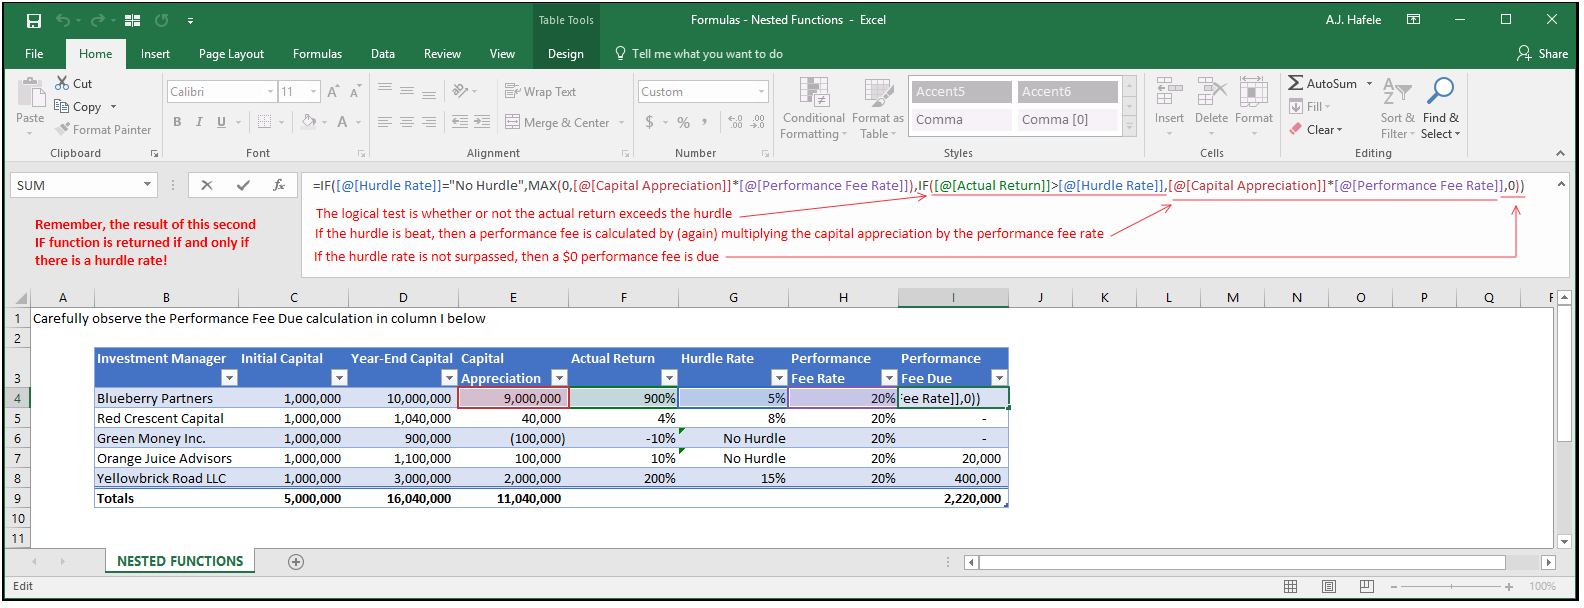 Table Tools
Formulas - Nested Functions - Excel
A.J. Hafele
File Home Insert Page Layout Formulas Data Review View Design Tell me what you want to do Share
Paste
Cut
Copy
Format Painter
Clipboard
Calibri 11 A A
B I U A
Font
Wrap Text
Merge & Center
Alignment
Custom
$ % , .00 .00
Number
Conditional Formatting
Format as Table
Accent5 Accent6
Comma Comma [0]
Styles
Insert Delete Format
Cells
AutoSum
Fill
Clear
Sort & Filter
Find & Select
Editing
SUM fx =IF([@[Hurdle Rate]]="No Hurdle",MAX(0,[@[Capital Appreciation]]*[@[Performance Fee Rate]]),IF([@[Actual Return]]>[@[Hurdle Rate]],[@[Capital Appreciation]]*[@[Performance Fee Rate]],0))
Remember, the result of this second
IF function is returned if and only if
there is a hurdle rate!
The logical test is whether or not the actual return exceeds the hurdle
If the hurdle is beat, then a performance fee is calculated by (again) multiplying the capital appreciation by the performance fee rate
If the hurdle rate is not surpassed, then a $0 performance fee is due
A B C D E F G H I J K L M N O P Q
1 Carefully observe the Performance Fee Due calculation in column I below
2
3 Investment Manager Initial Capital Year-End Capital Capital Appreciation Actual Return Hurdle Rate Performance Fee Rate Performance Fee Due
4 Blueberry Partners 1,000,000 10,000,000 9,000,000 900% 5% 20% Fee Rate]],0))
5 Red Crescent Capital 1,000,000 1,040,000 40,000 4% 8% 20% -
6 Green Money Inc. 1,000,000 900,000 (100,000) -10% No Hurdle 20% -
7 Orange Juice Advisors 1,000,000 1,100,000 100,000 10% No Hurdle 20% 20,000
8 Yellowbrick Road LLC 1,000,000 3,000,000 2,000,000 200% 15% 20% 400,000
9 Totals 5,000,000 16,040,000 11,040,000 2,220,000
10
11
NESTED FUNCTIONS
Edit
100%